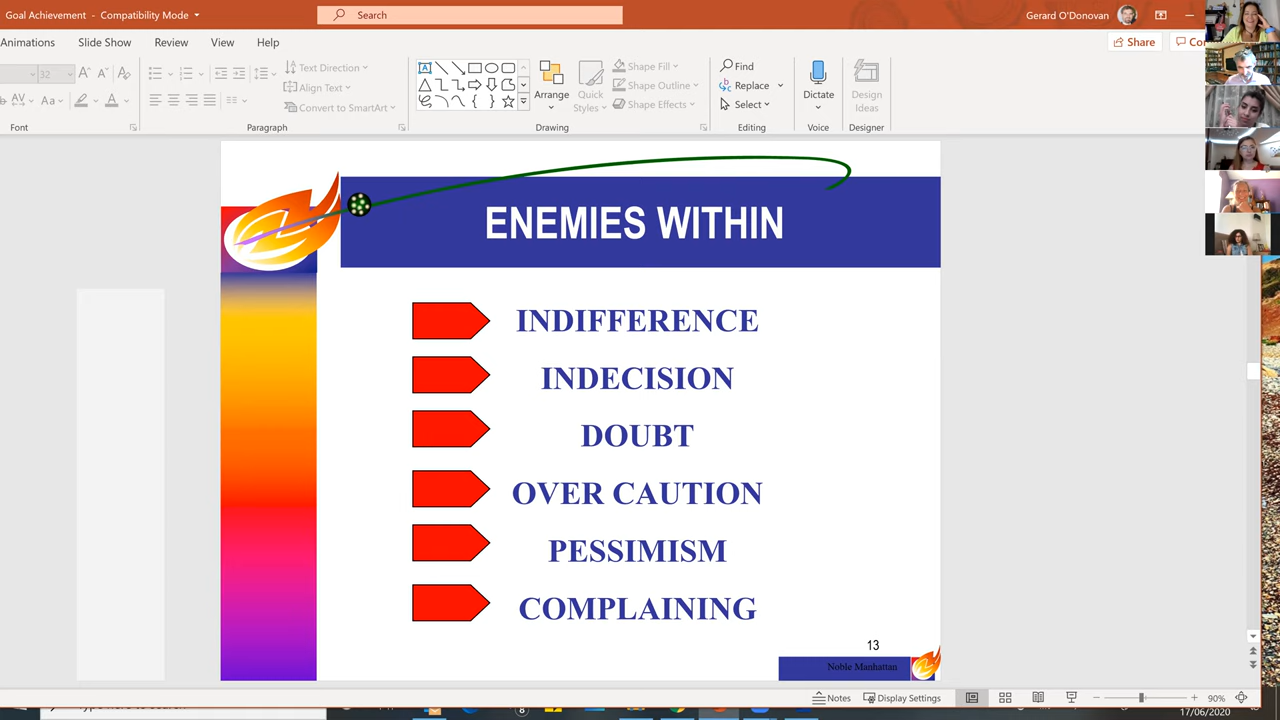 Goal Achievement - Compatibility Mode
Search
Gerard O'Donovan
Animations Slide Show Review View Help
Share
Co
32
Text Direction
Shape Fill
Find
Align Text
Shape Outline
Replace
Aa
Convert to SmartArt
Arrange
Quick Styles
Shape Effects
Select
Dictate
Design Ideas
Font
Paragraph
Drawing
Editing
Voice
Designer
ENEMIES WITHIN
INDIFFERENCE
INDECISION
DOUBT
OVER CAUTION
PESSIMISM
COMPLAINING
13
Noble Manhattan
Notes
Display Settings
90%
17/06/2020